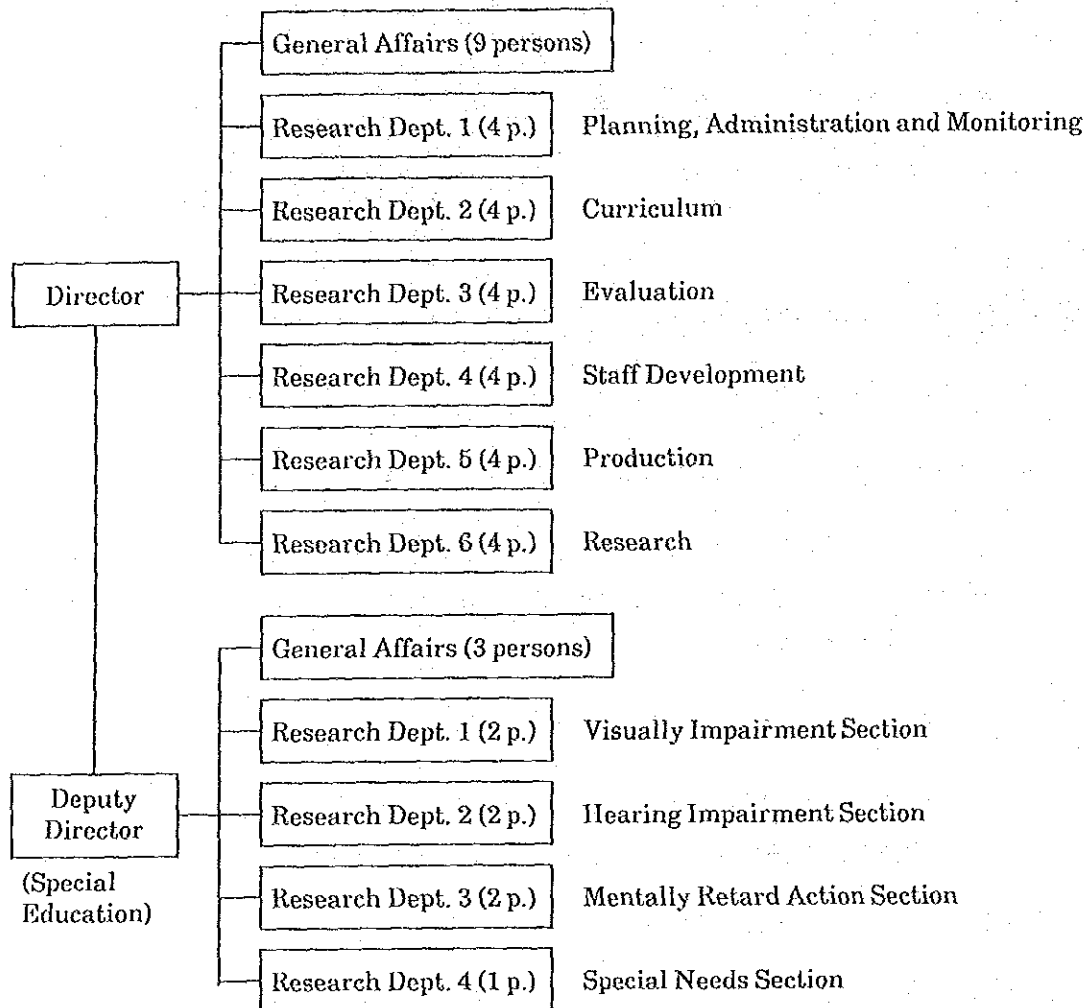 General Affairs (9 persons)
Research Dept. 1 (4 p.) Planning, Administration and Monitoring
Research Dept. 2 (4 p.) Curriculum
Director
Research Dept. 3 (4 p.) Evaluation
Research Dept. 4 (4 p.) Staff Development
Research Dept. 5 (4 p.) Production
Research Dept. 6 (4 p.) Research
General Affairs (3 persons)
Research Dept. 1 (2 p.) Visually Impairment Section
Deputy
Director
(Special
Education)
Research Dept. 2 (2 p.) Hearing Impairment Section
Research Dept. 3 (2 p.) Mentally Retard Action Section
Research Dept. 4 (1 p.) Special Needs Section